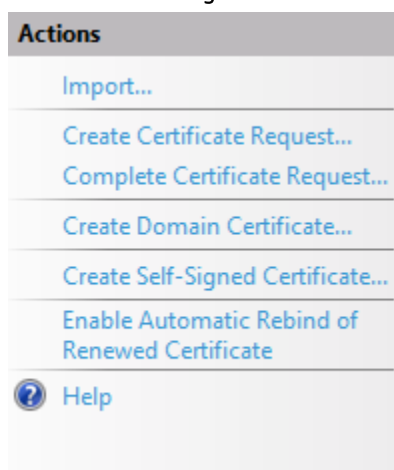 Actions
Import...
Create Certificate Request...
Complete Certificate Request...
Create Domain Certificate...
Create Self-Signed Certificate...
Enable Automatic Rebind of
Renewed Certificate
Help